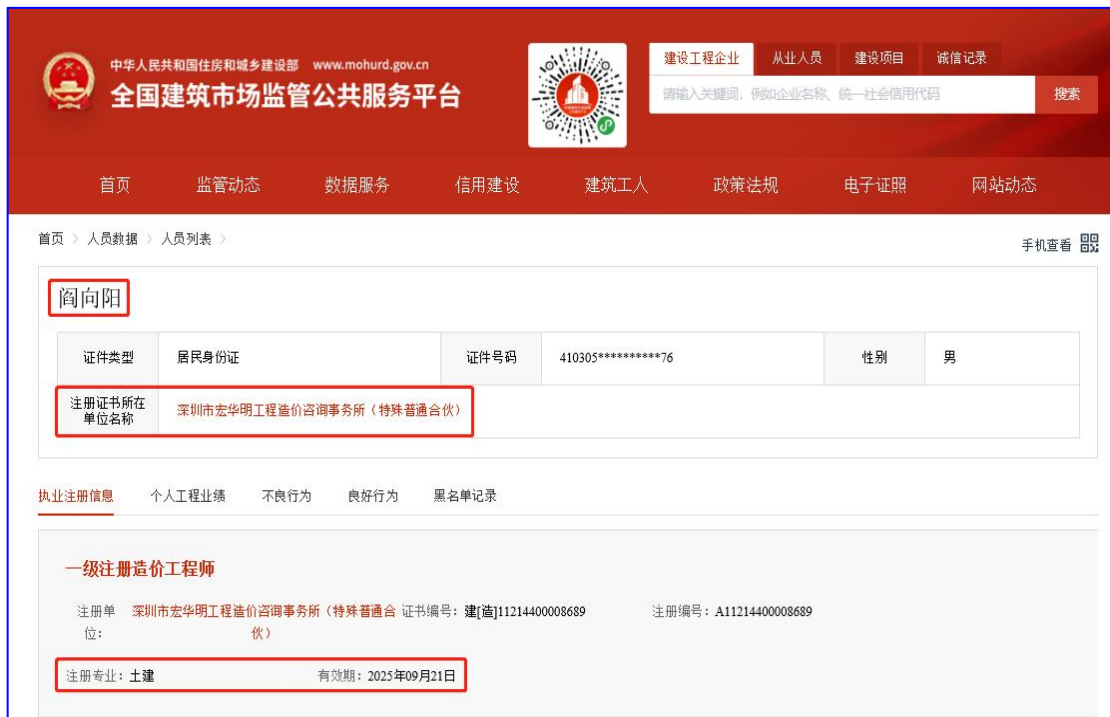 中华人民共和国住房和城乡建设部 www.mohurd.gov.cn
全国建筑市场监管公共服务平台
建设工程企业 从业人员 建设项目 诚信记录
请输入关键词，例如企业名称、统一社会信用代码 搜索
首页 监管动态 数据服务 信用建设 建筑工人 政策法规 电子证照 网站动态
首页 > 人员数据 > 人员列表 >
手机查看
阎向阳
证件类型 居民身份证 证件号码 410305**********76 性别 男
注册证书所在
单位名称
深圳市宏华明工程造价咨询事务所（特殊普通合伙）
执业注册信息 个人工程业绩 不良行为 良好行为 黑名单记录
一级注册造价工程师
注册单 深圳市宏华明工程造价咨询事务所（特殊普通合 证书编号：建[造]11214400008689 注册编号：A11214400008689
位： 伙）
注册专业：土建 有效期：2025年09月21日